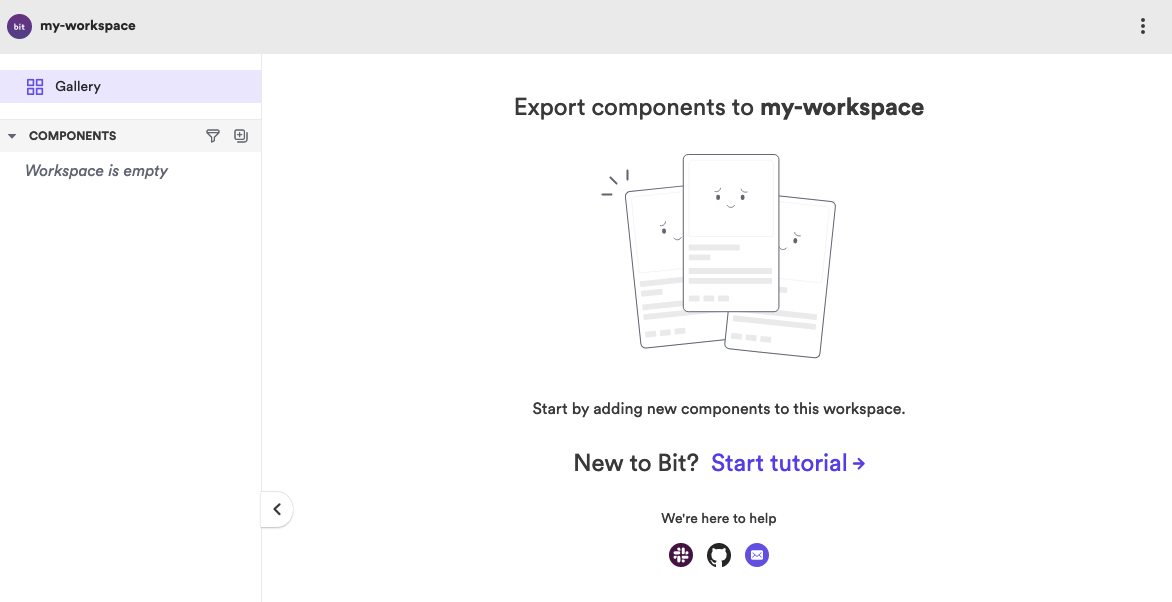 bit my-workspace
Gallery
COMPONENTS
Workspace is empty
Export components to my-workspace
Start by adding new components to this workspace.
New to Bit? Start tutorial →
We're here to help